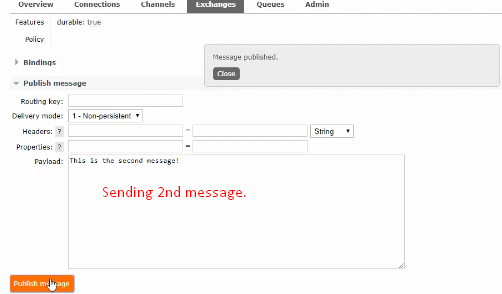 Overview Connections Channels Exchanges Queues Admin
Features durable: true
Policy
Message published.
Close
Bindings
Publish message
Routing key:
Delivery mode: 1 - Non-persistent
Headers: ? = String
Properties: ? =
Payload: This is the second message!
Sending 2nd message.
Publish message